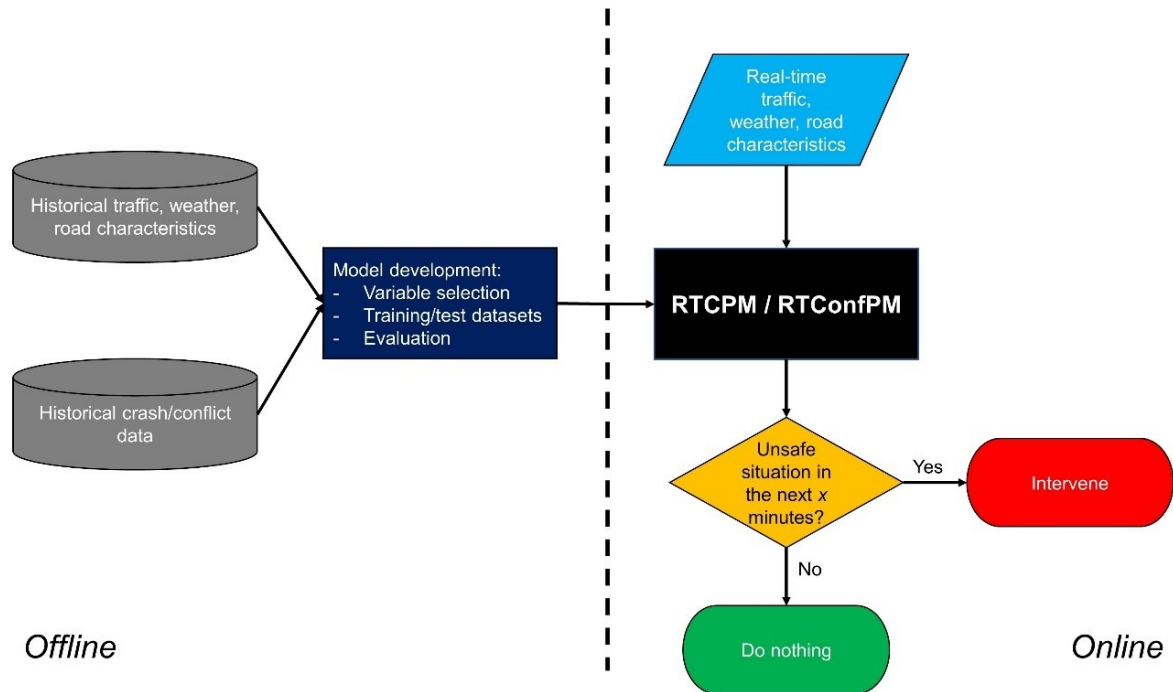 Historical traffic, weather,
road characteristics
Historical crash/conflict
data
Model development:
- Variable selection
- Training/test datasets
- Evaluation
Offline
Real-time
traffic,
weather, road
characteristics
RTCPM / RTConfPM
Unsafe
situation in
the next x
minutes?
Yes
Intervene
No
Do nothing
Online